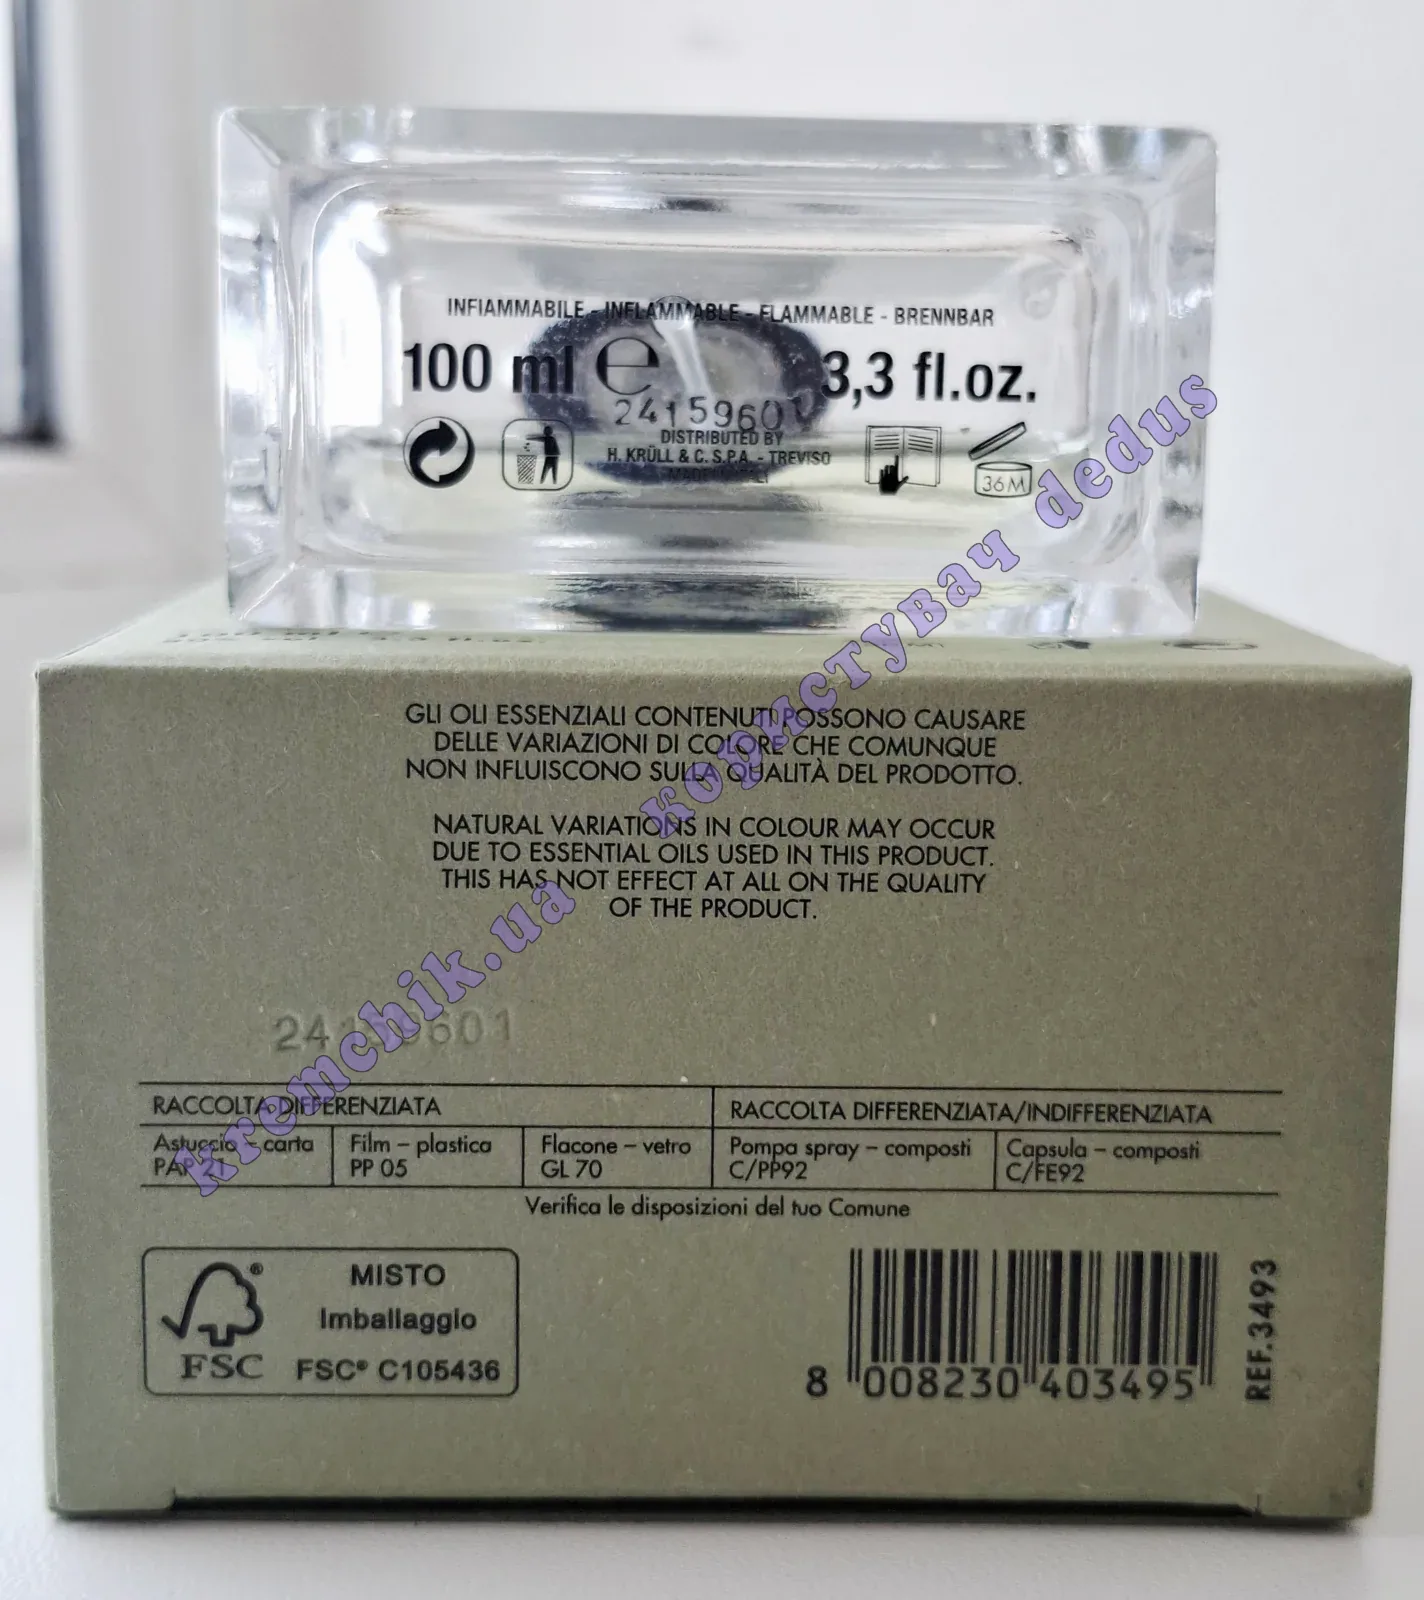 INFIAMMABILE - INFLAMMABLE - FLAMMABLE - BRENNBAR
100 ml e 3,3 fl.oz.
24159601
DISTRIBUTED BY
H. KRÜLL & C. S.P.A. - TREVISO
36M
GLI OLI ESSENZIALI CONTENUTI POSSONO CAUSARE
DELLE VARIAZIONI DI COLORE CHE COMUNQUE
NON INFLUISCONO SULLA QUALITÀ DEL PRODOTTO.
NATURAL VARIATIONS IN COLOUR MAY OCCUR
DUE TO ESSENTIAL OILS USED IN THIS PRODUCT.
THIS HAS NOT EFFECT AT ALL ON THE QUALITY
OF THE PRODUCT.
24159601
RACCOLTA DIFFERENZIATA
RACCOLTA DIFFERENZIATA/INDIFFERENZIATA
Astuccio – carta
PAP 21
Film – plastica
PP 05
Flacone – vetro
GL 70
Pompa spray – composti
C/PP92
Capsula – composti
C/FE92
Verifica le disposizioni del tuo Comune
FSC®
MISTO
Imballaggio
FSC® C105436
8 008230 403495
REF.3493
kremchik.ua користувач dedus